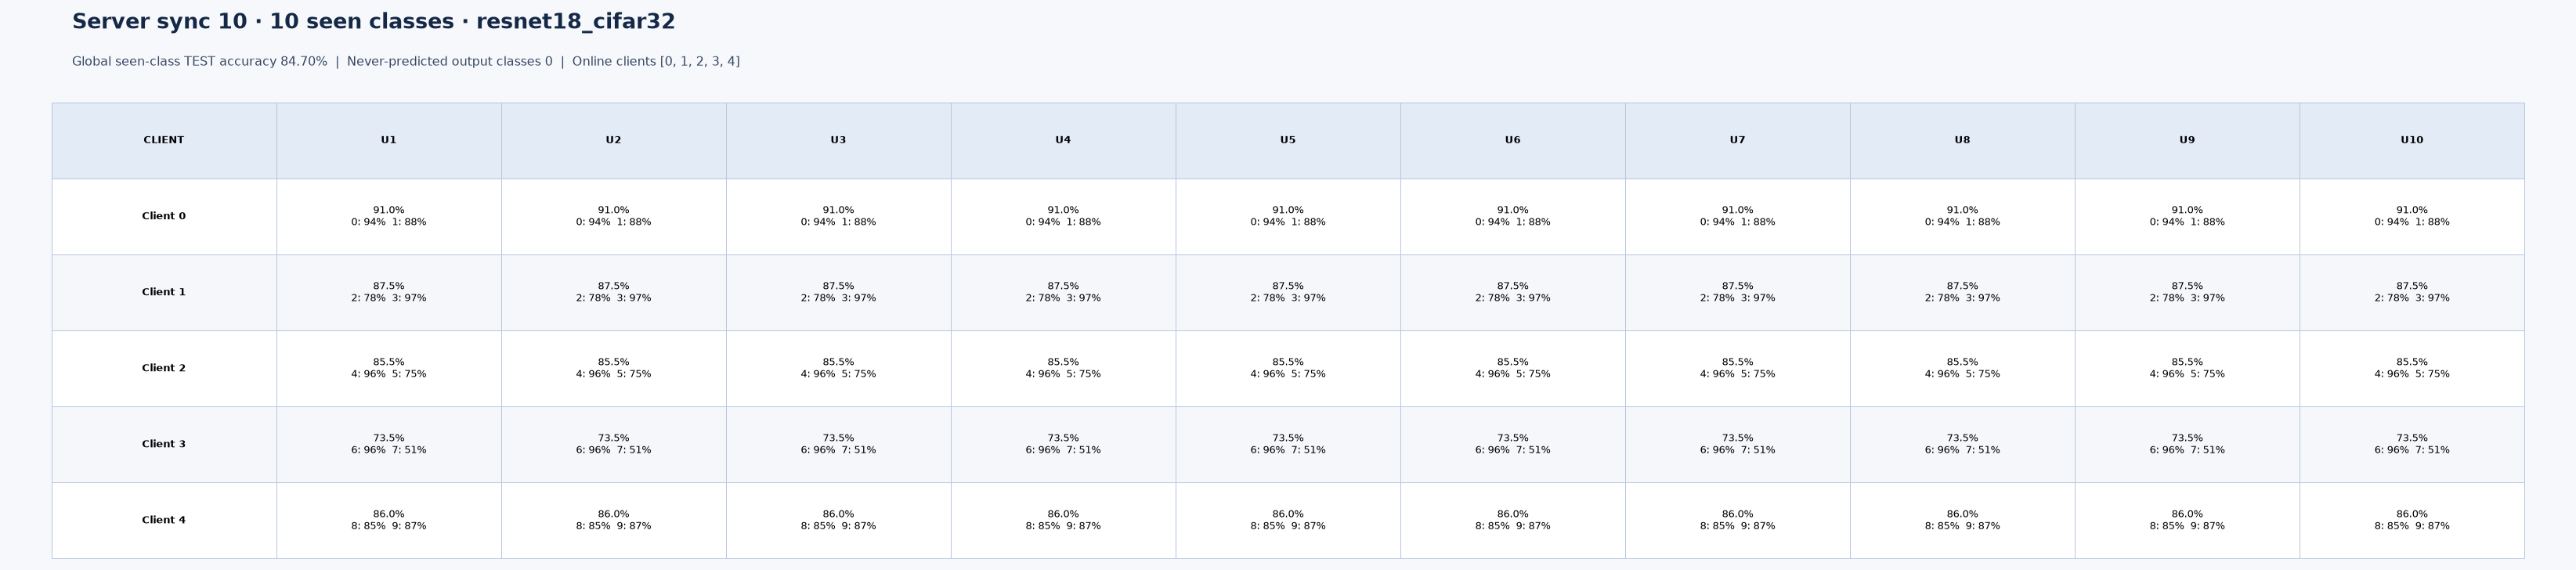 Server sync 10 · 10 seen classes · resnet18_cifar32
Global seen-class TEST accuracy 84.70% | Never-predicted output classes 0 | Online clients [0, 1, 2, 3, 4]
CLIENT U1 U2 U3 U4 U5 U6 U7 U8 U9 U10
Client 0
91.0% 91.0% 91.0% 91.0% 91.0% 91.0% 91.0% 91.0% 91.0% 91.0%
0: 94% 1: 88% 0: 94% 1: 88% 0: 94% 1: 88% 0: 94% 1: 88% 0: 94% 1: 88% 0: 94% 1: 88% 0: 94% 1: 88% 0: 94% 1: 88% 0: 94% 1: 88% 0: 94% 1: 88%
Client 1
87.5% 87.5% 87.5% 87.5% 87.5% 87.5% 87.5% 87.5% 87.5% 87.5%
2: 78% 3: 97% 2: 78% 3: 97% 2: 78% 3: 97% 2: 78% 3: 97% 2: 78% 3: 97% 2: 78% 3: 97% 2: 78% 3: 97% 2: 78% 3: 97% 2: 78% 3: 97% 2: 78% 3: 97%
Client 2
85.5% 85.5% 85.5% 85.5% 85.5% 85.5% 85.5% 85.5% 85.5% 85.5%
4: 96% 5: 75% 4: 96% 5: 75% 4: 96% 5: 75% 4: 96% 5: 75% 4: 96% 5: 75% 4: 96% 5: 75% 4: 96% 5: 75% 4: 96% 5: 75% 4: 96% 5: 75% 4: 96% 5: 75%
Client 3
73.5% 73.5% 73.5% 73.5% 73.5% 73.5% 73.5% 73.5% 73.5% 73.5%
6: 96% 7: 51% 6: 96% 7: 51% 6: 96% 7: 51% 6: 96% 7: 51% 6: 96% 7: 51% 6: 96% 7: 51% 6: 96% 7: 51% 6: 96% 7: 51% 6: 96% 7: 51% 6: 96% 7: 51%
Client 4
86.0% 86.0% 86.0% 86.0% 86.0% 86.0% 86.0% 86.0% 86.0% 86.0%
8: 85% 9: 87% 8: 85% 9: 87% 8: 85% 9: 87% 8: 85% 9: 87% 8: 85% 9: 87% 8: 85% 9: 87% 8: 85% 9: 87% 8: 85% 9: 87% 8: 85% 9: 87% 8: 85% 9: 87%